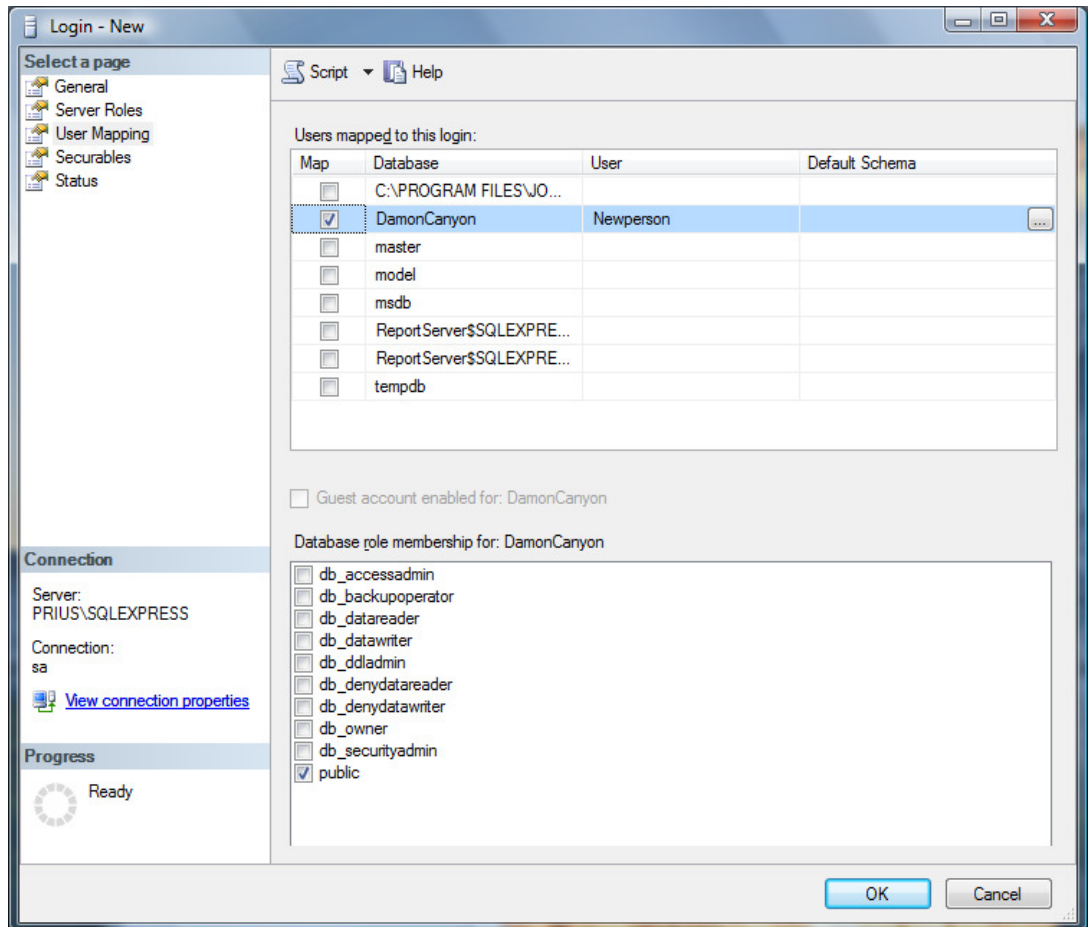 Login - New
Select a page
General
Server Roles
User Mapping
Securables
Status
Script Help
Users mapped to this login:
Map Database User Default Schema
C:\PROGRAM FILES\JO...
DamonCanyon Newperson ...
master
model
msdb
ReportServer$SQLEXPRE...
ReportServer$SQLEXPRE...
tempdb
Guest account enabled for: DamonCanyon
Database role membership for: DamonCanyon
db_accessadmin
db_backupoperator
db_datareader
db_datawriter
db_ddladmin
db_denydatareader
db_denydatawriter
db_owner
db_securityadmin
public
Connection
Server:
PRIUS\SQLEXPRESS
Connection:
sa
View connection properties
Progress
Ready
OK Cancel